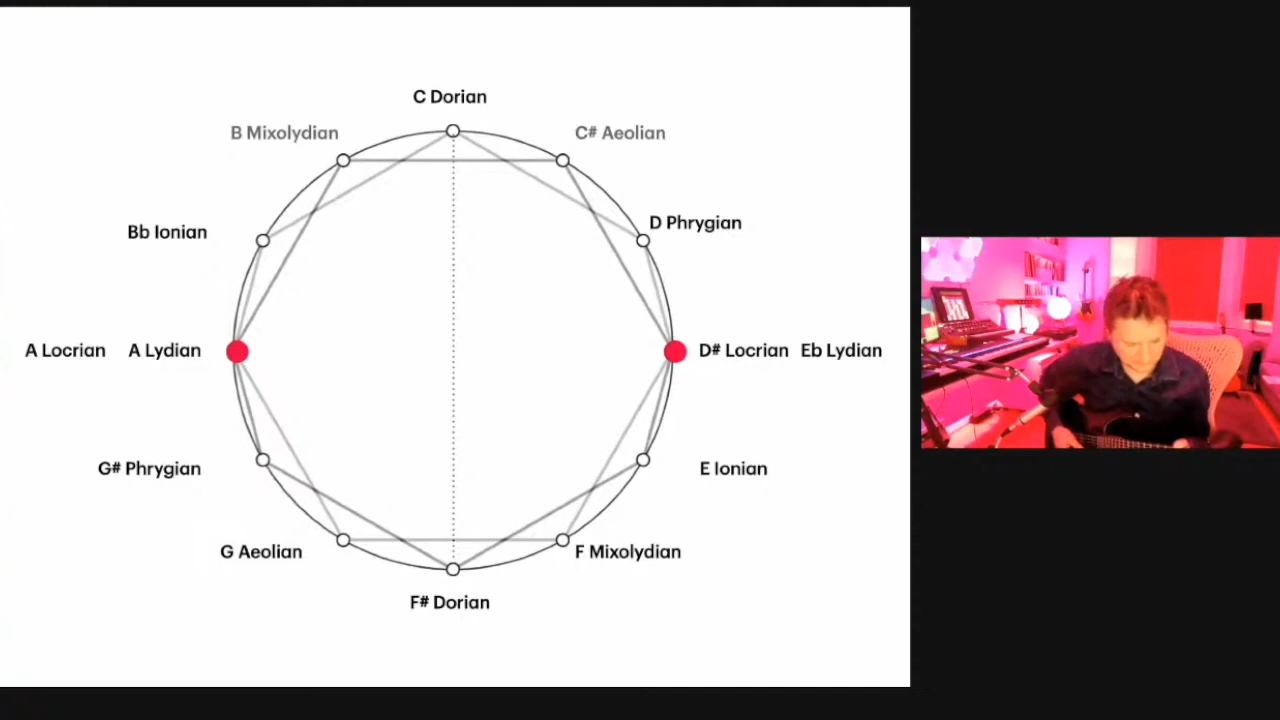 C Dorian
B Mixolydian
C# Aeolian
D Phrygian
Bb Ionian
A Locrian A Lydian
D# Locrian Eb Lydian
G# Phrygian
E Ionian
G Aeolian
F Mixolydian
F# Dorian